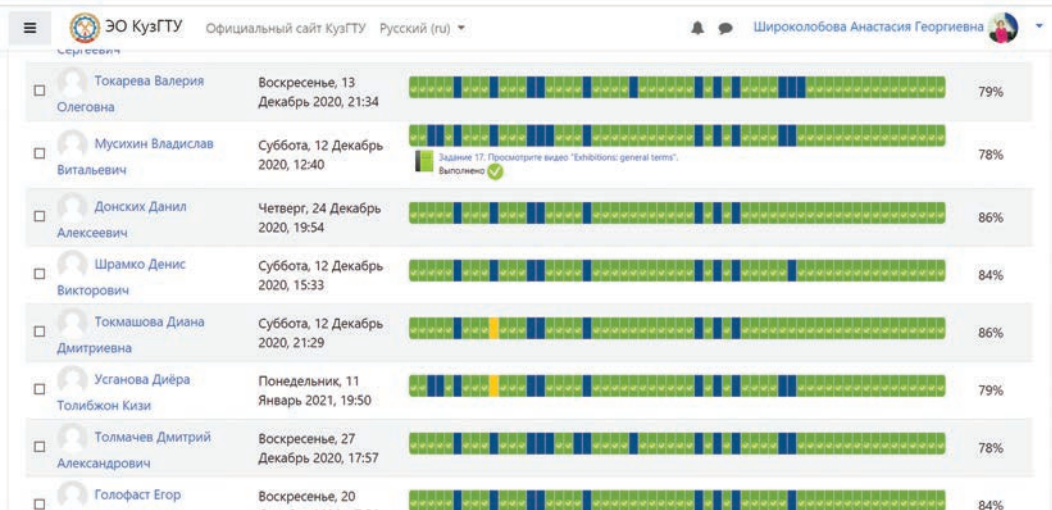 ЭО КузГТУ Официальный сайт КузГТУ Русский (ru) Широколобова Анастасия Георгиевна
Сергеевич
Токарева Валерия
Олеговна
Воскресенье, 13
Декабрь 2020, 21:34
79%
Мусихин Владислав
Витальевич
Суббота, 12 Декабрь
2020, 12:40
Задание 17. Просмотрите видео "Exhibitions: general terms".
Выполнено
78%
Донских Данил
Алексеевич
Четверг, 24 Декабрь
2020, 19:54
86%
Шрамко Денис
Викторович
Суббота, 12 Декабрь
2020, 15:33
84%
Токмашова Диана
Дмитриевна
Суббота, 12 Декабрь
2020, 21:29
86%
Усганова Диёра
Толибжон Кизи
Понедельник, 11
Январь 2021, 19:50
79%
Толмачев Дмитрий
Александрович
Воскресенье, 27
Декабрь 2020, 17:57
78%
Голофаст Егор
Воскресенье, 20
84%